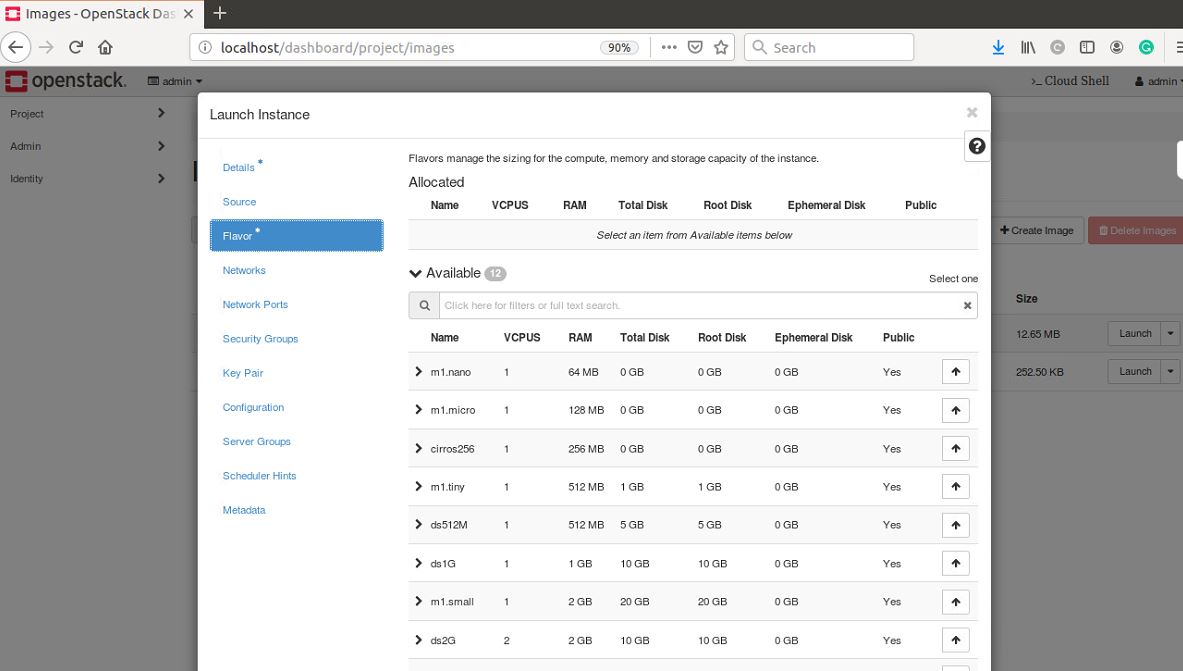 Images - OpenStack Das
localhost/dashboard/project/images 90% Search
openstack. admin >_ Cloud Shell admin
Project
Admin
Identity
Launch Instance
Details *
Source
Flavor *
Networks
Network Ports
Security Groups
Key Pair
Configuration
Server Groups
Scheduler Hints
Metadata
Flavors manage the sizing for the compute, memory and storage capacity of the instance.
Allocated
Name VCPUS RAM Total Disk Root Disk Ephemeral Disk Public
Select an item from Available items below
Available 12 Select one
Click here for filters or full text search.
Name VCPUS RAM Total Disk Root Disk Ephemeral Disk Public
m1.nano 1 64 MB 0 GB 0 GB 0 GB Yes
m1.micro 1 128 MB 0 GB 0 GB 0 GB Yes
cirros256 1 256 MB 0 GB 0 GB 0 GB Yes
m1.tiny 1 512 MB 1 GB 1 GB 0 GB Yes
ds512M 1 512 MB 5 GB 5 GB 0 GB Yes
ds1G 1 1 GB 10 GB 10 GB 0 GB Yes
m1.small 1 2 GB 20 GB 20 GB 0 GB Yes
ds2G 2 2 GB 10 GB 10 GB 0 GB Yes
Create Image Delete Images
Size
12.65 MB Launch
252.50 KB Launch